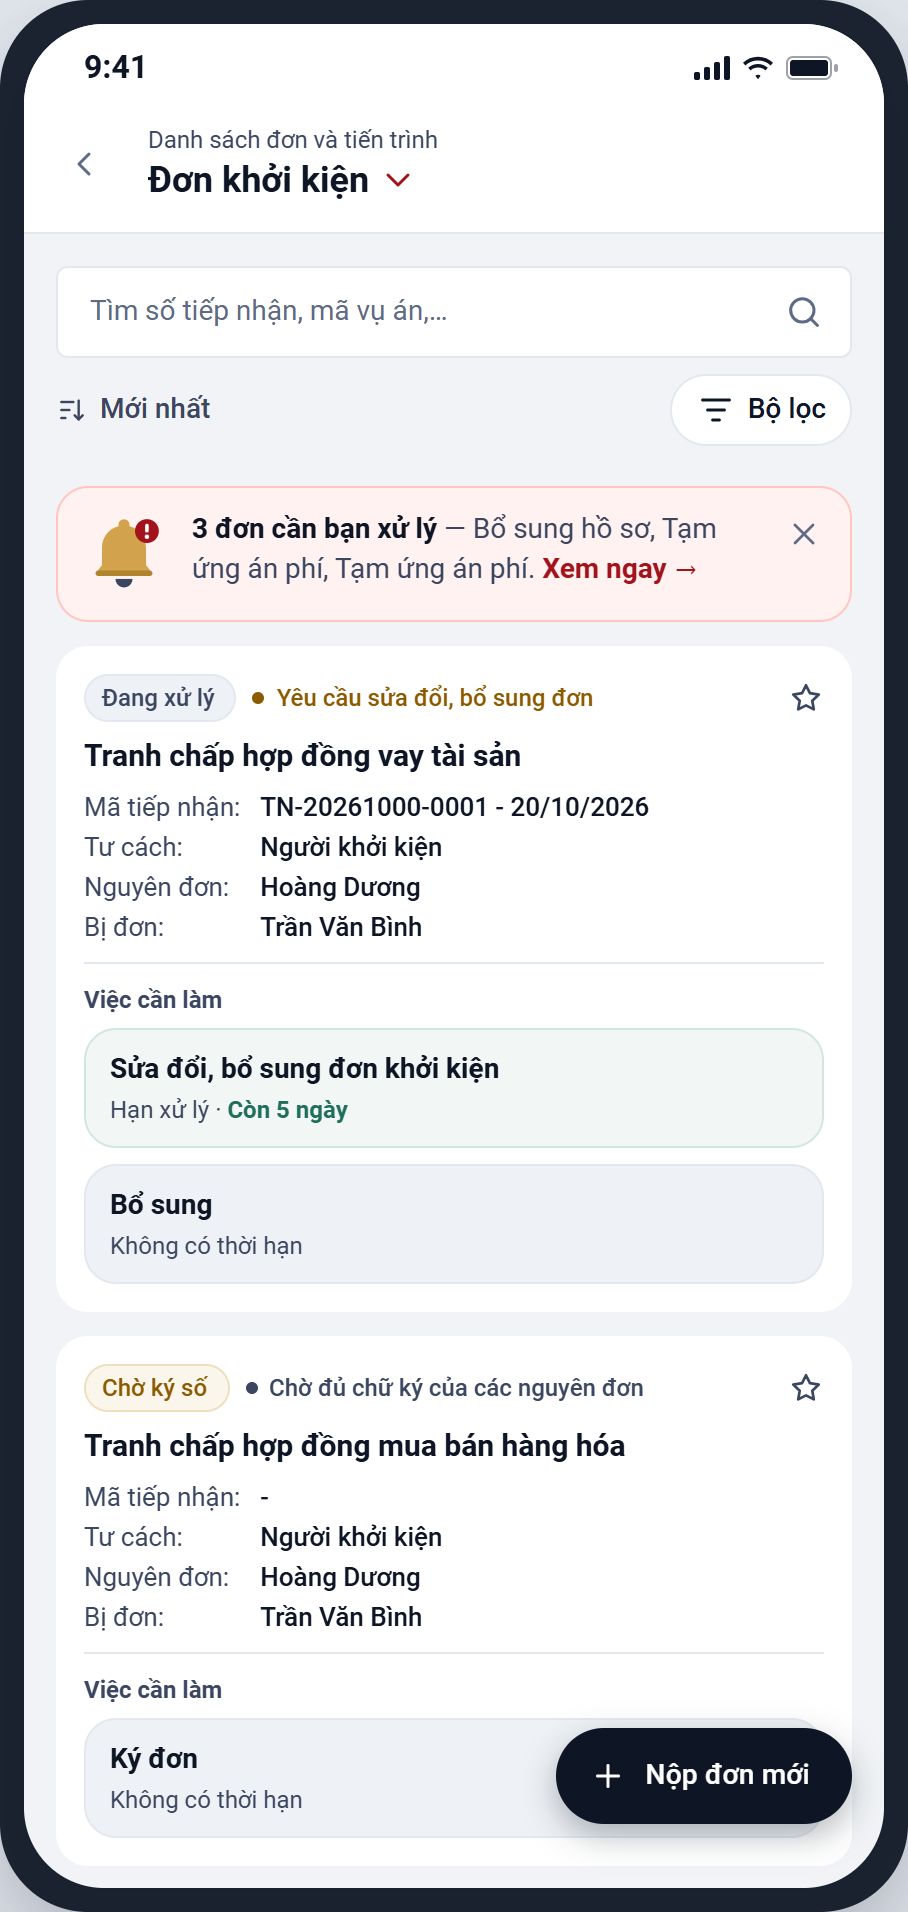 9:41
Danh sách đơn và tiến trình
Đơn khởi kiện
Tìm số tiếp nhận, mã vụ án,...
Mới nhất
Bộ lọc
3 đơn cần bạn xử lý — Bổ sung hồ sơ, Tạm
ứng án phí, Tạm ứng án phí. Xem ngay →
Đang xử lý
Yêu cầu sửa đổi, bổ sung đơn
Tranh chấp hợp đồng vay tài sản
Mã tiếp nhận: TN-20261000-0001 - 20/10/2026
Tư cách: Người khởi kiện
Nguyên đơn: Hoàng Dương
Bị đơn: Trần Văn Bình
Việc cần làm
Sửa đổi, bổ sung đơn khởi kiện
Hạn xử lý · Còn 5 ngày
Bổ sung
Không có thời hạn
Chờ ký số
Chờ đủ chữ ký của các nguyên đơn
Tranh chấp hợp đồng mua bán hàng hóa
Mã tiếp nhận: -
Tư cách: Người khởi kiện
Nguyên đơn: Hoàng Dương
Bị đơn: Trần Văn Bình
Việc cần làm
Ký đơn
Không có thời hạn
Nộp đơn mới